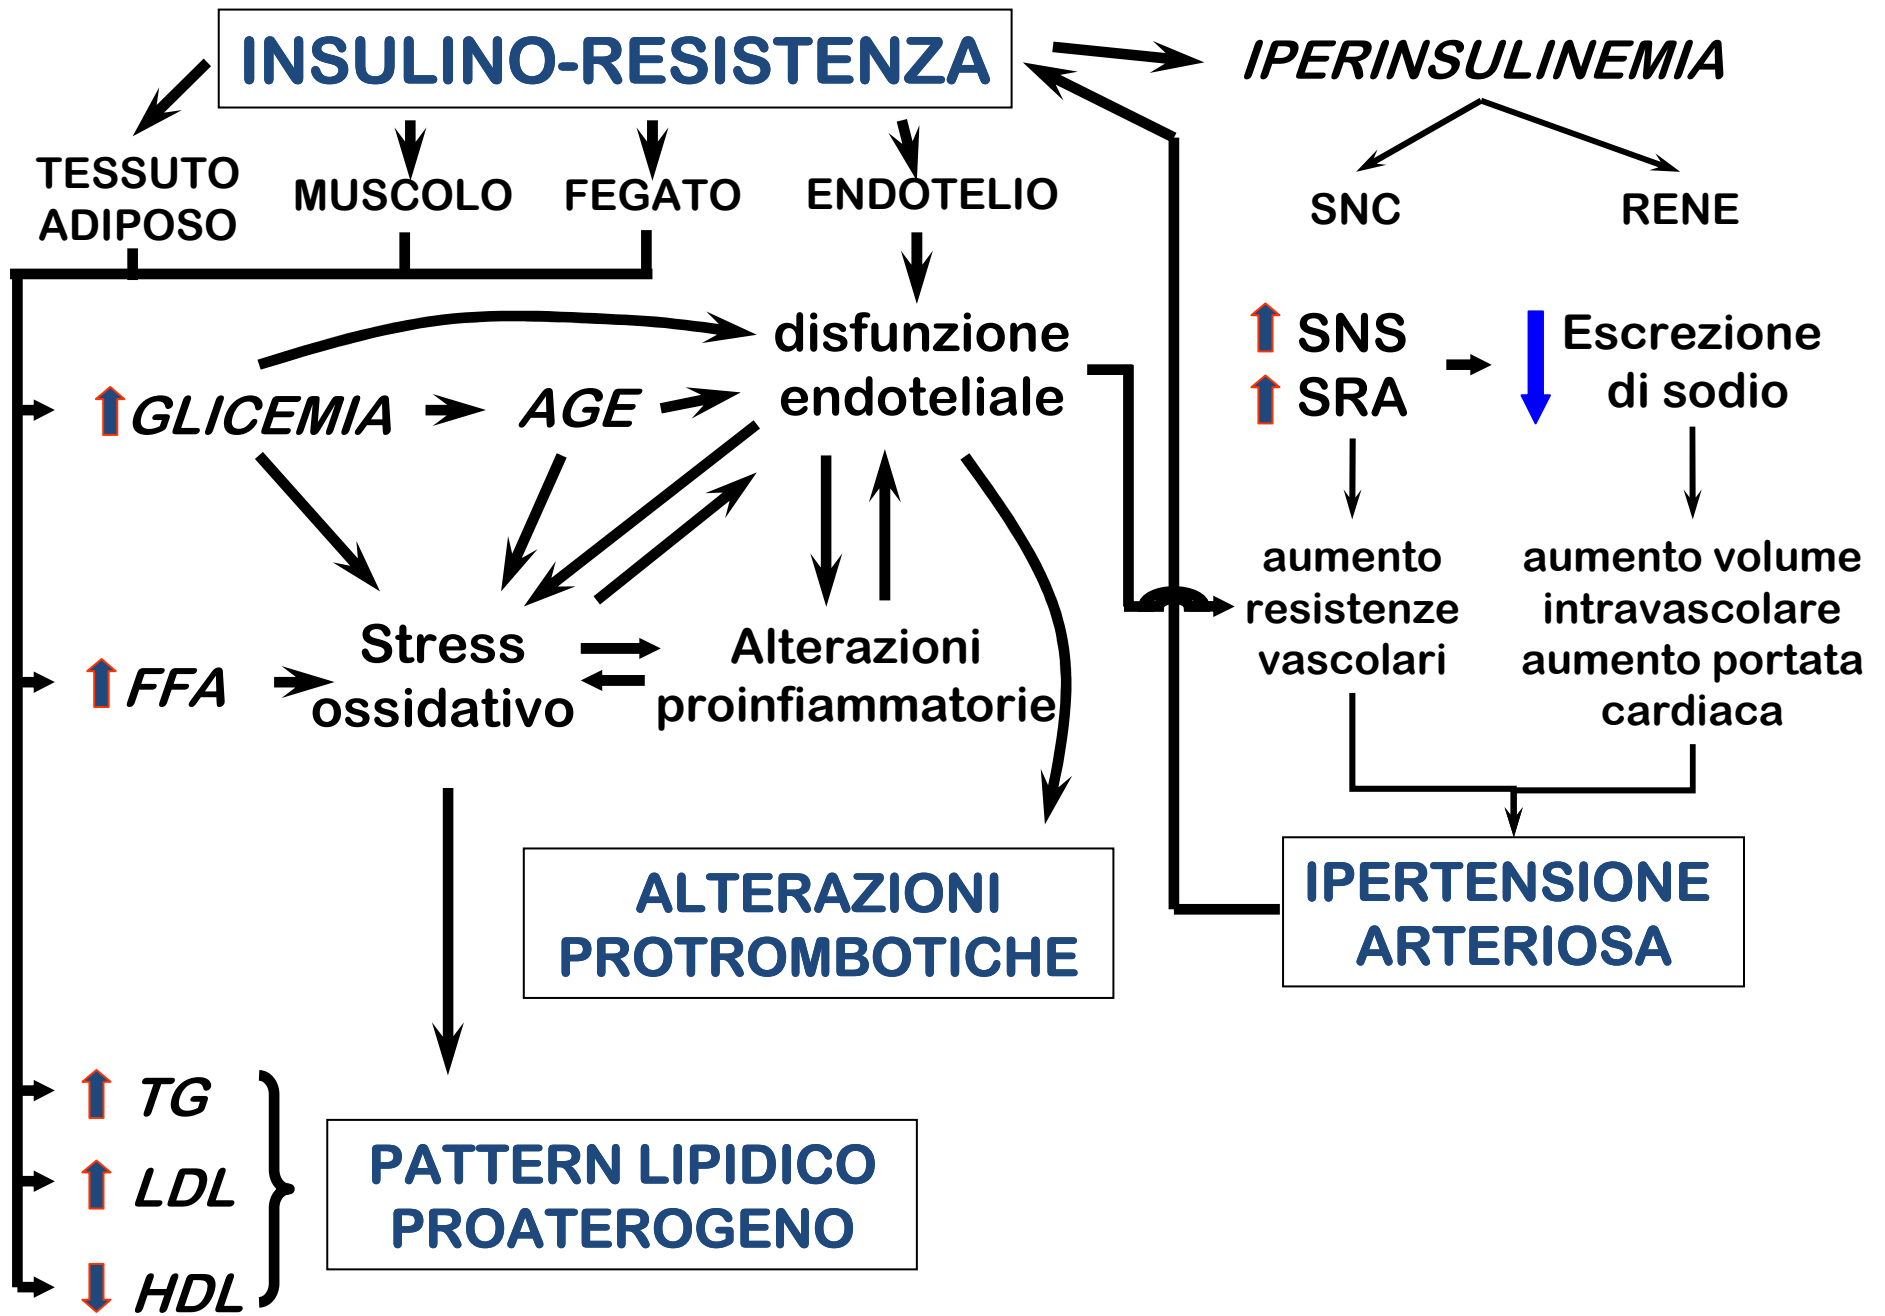 INSULINO-RESISTENZA
IPERINSULINEMIA
TESSUTO
ADIPOSO
MUSCOLO
FEGATO
ENDOTELIO
SNC
RENE
disfunzione
endoteliale
SNS
SRA
Escrezione
di sodio
GLICEMIA
AGE
aumento
resistenze
vascolari
aumento volume
intravascolare
aumento portata
cardiaca
FFA
Stress
ossidativo
Alterazioni
proinfiammatorie
ALTERAZIONI
PROTROMBOTICHE
IPERTENSIONE
ARTERIOSA
TG
LDL
HDL
PATTERN LIPIDICO
PROATEROGENO